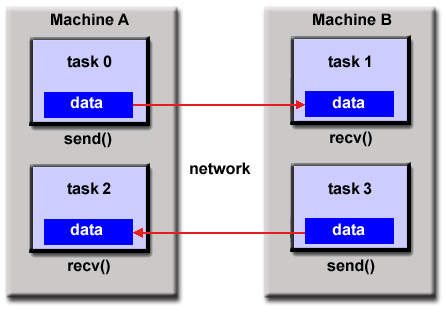 Machine A
Machine B
task 0
data
send()
task 1
data
recv()
network
task 2
data
recv()
task 3
data
send()